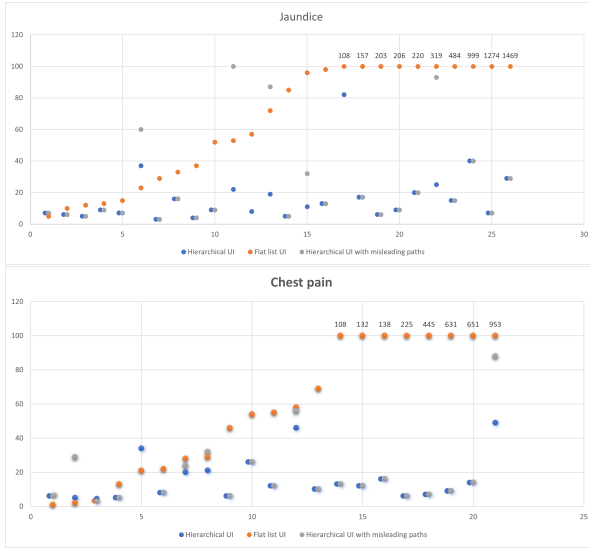 Jaundice
120
108 157 203 206 220 319 484 999 1274 1469
100
80
60
40
20
0
0 5 10 15 20 25 30
Hierarchical UI Flat list UI Hierarchical UI with misleading paths
Chest pain
120
108 132 138 225 445 631 651 953
100
80
60
40
20
0
0 5 10 15 20 25
Hierarchical UI Flat list UI Hierarchical UI with misleading paths